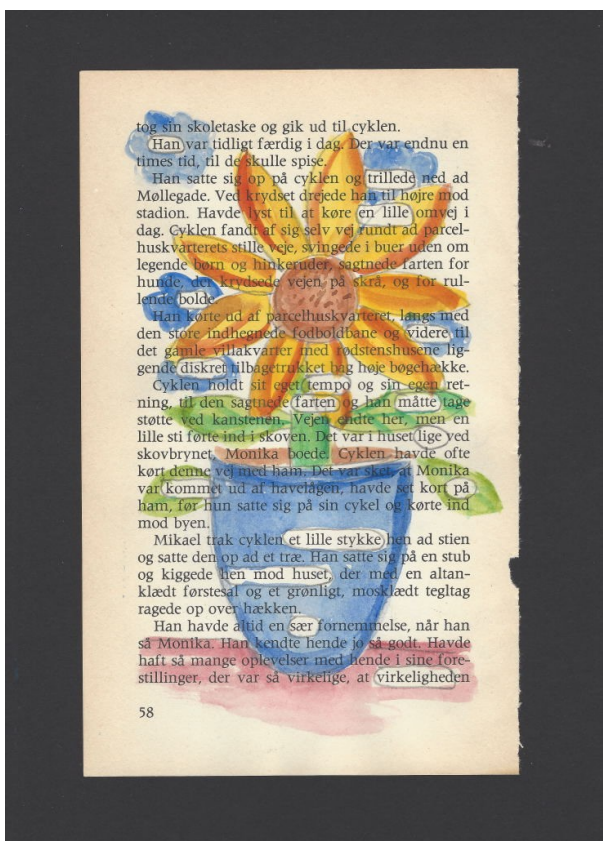 tog sin skoletaske og gik ud til cyklen.
Han var tidligt færdig i dag. Der var endnu en
times tid, til de skulle spise.
Han satte sig op på cyklen og trillede ned ad
Møllegade. Ved krydset drejede han til højre mod
stadion. Havde lyst til at køre en lille omvej i
dag. Cyklen fandt af sig selv vej rundt ad parcel-
huskvarterets stille veje, svingede i buer uden om
legende børn og hinkeruder, sagtnede farten for
hunde, der krydsede vejen på skrå, og for rul-
lende bolde.
Han kørte ud af parcelhuskvarteret, langs med
den store indhegnede fodboldbane og videre til
det gamle villakvarter med rødstenshusene lig-
gende diskret tilbagetrukket bag høje bøgehække.
Cyklen holdt sit eget tempo og sin egen ret-
ning, til den sagtnede farten og han måtte tage
støtte ved kanstenen. Vejen endte her, men en
lille sti førte ind i skoven. Det var i huset lige ved
skovbrynet, Monika boede. Cyklen havde ofte
kørt denne vej med ham. Det var sket, at Monika
var kommet ud af havelågen, havde set kort på
ham, før hun satte sig på sin cykel og kørte ind
mod byen.
Mikael trak cyklen et lille stykke hen ad stien
og satte den op ad et træ. Han satte sig på en stub
og kiggede hen mod huset, der med en altan-
klædt førstesal og et grønligt, mosklædt tegltag
ragede op over hækken.
Han havde altid en sær fornemmelse, når han
så Monika. Han kendte hende jo så godt. Havde
haft så mange oplevelser med hende i sine fore-
stillinger, der var så virkelige, at virkeligheden
58